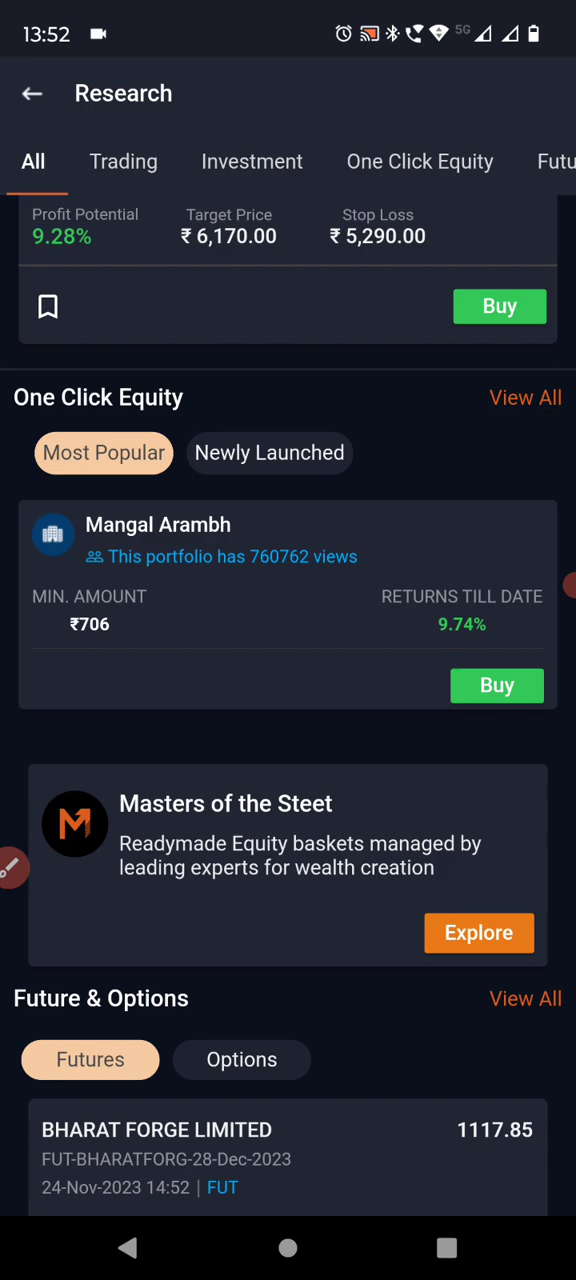 13:52
5G
Research
All Trading Investment One Click Equity Futu
Profit Potential Target Price Stop Loss
9.28% ₹ 6,170.00 ₹ 5,290.00
Buy
One Click Equity View All
Most Popular Newly Launched
Mangal Arambh
This portfolio has 760762 views
MIN. AMOUNT RETURNS TILL DATE
₹706 9.74%
Buy
Masters of the Steet
Readymade Equity baskets managed by
leading experts for wealth creation
Explore
Future & Options View All
Futures Options
BHARAT FORGE LIMITED 1117.85
FUT-BHARATFORG-28-Dec-2023
24-Nov-2023 14:52 | FUT